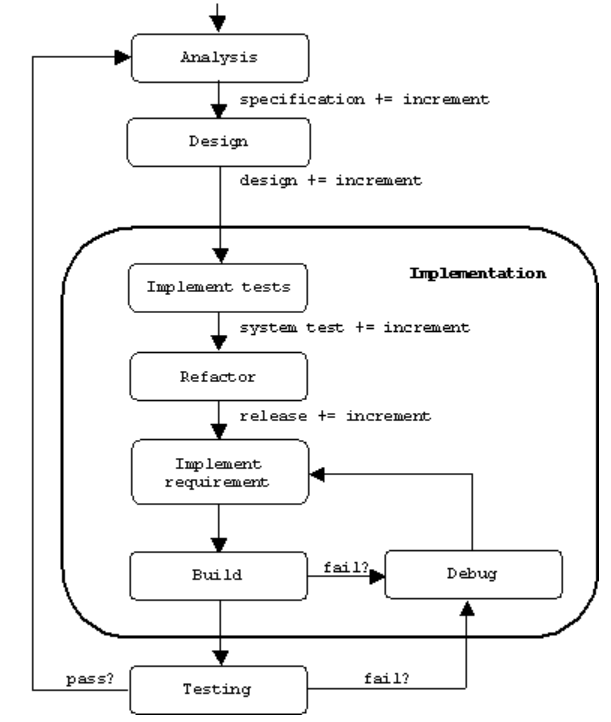 Analysis
specification += increment
Design
design += increment
Implementation
Implement tests
system test += increment
Refactor
release += increment
Implement
requirement
Build
fail?
Debug
pass?
Testing
fail?